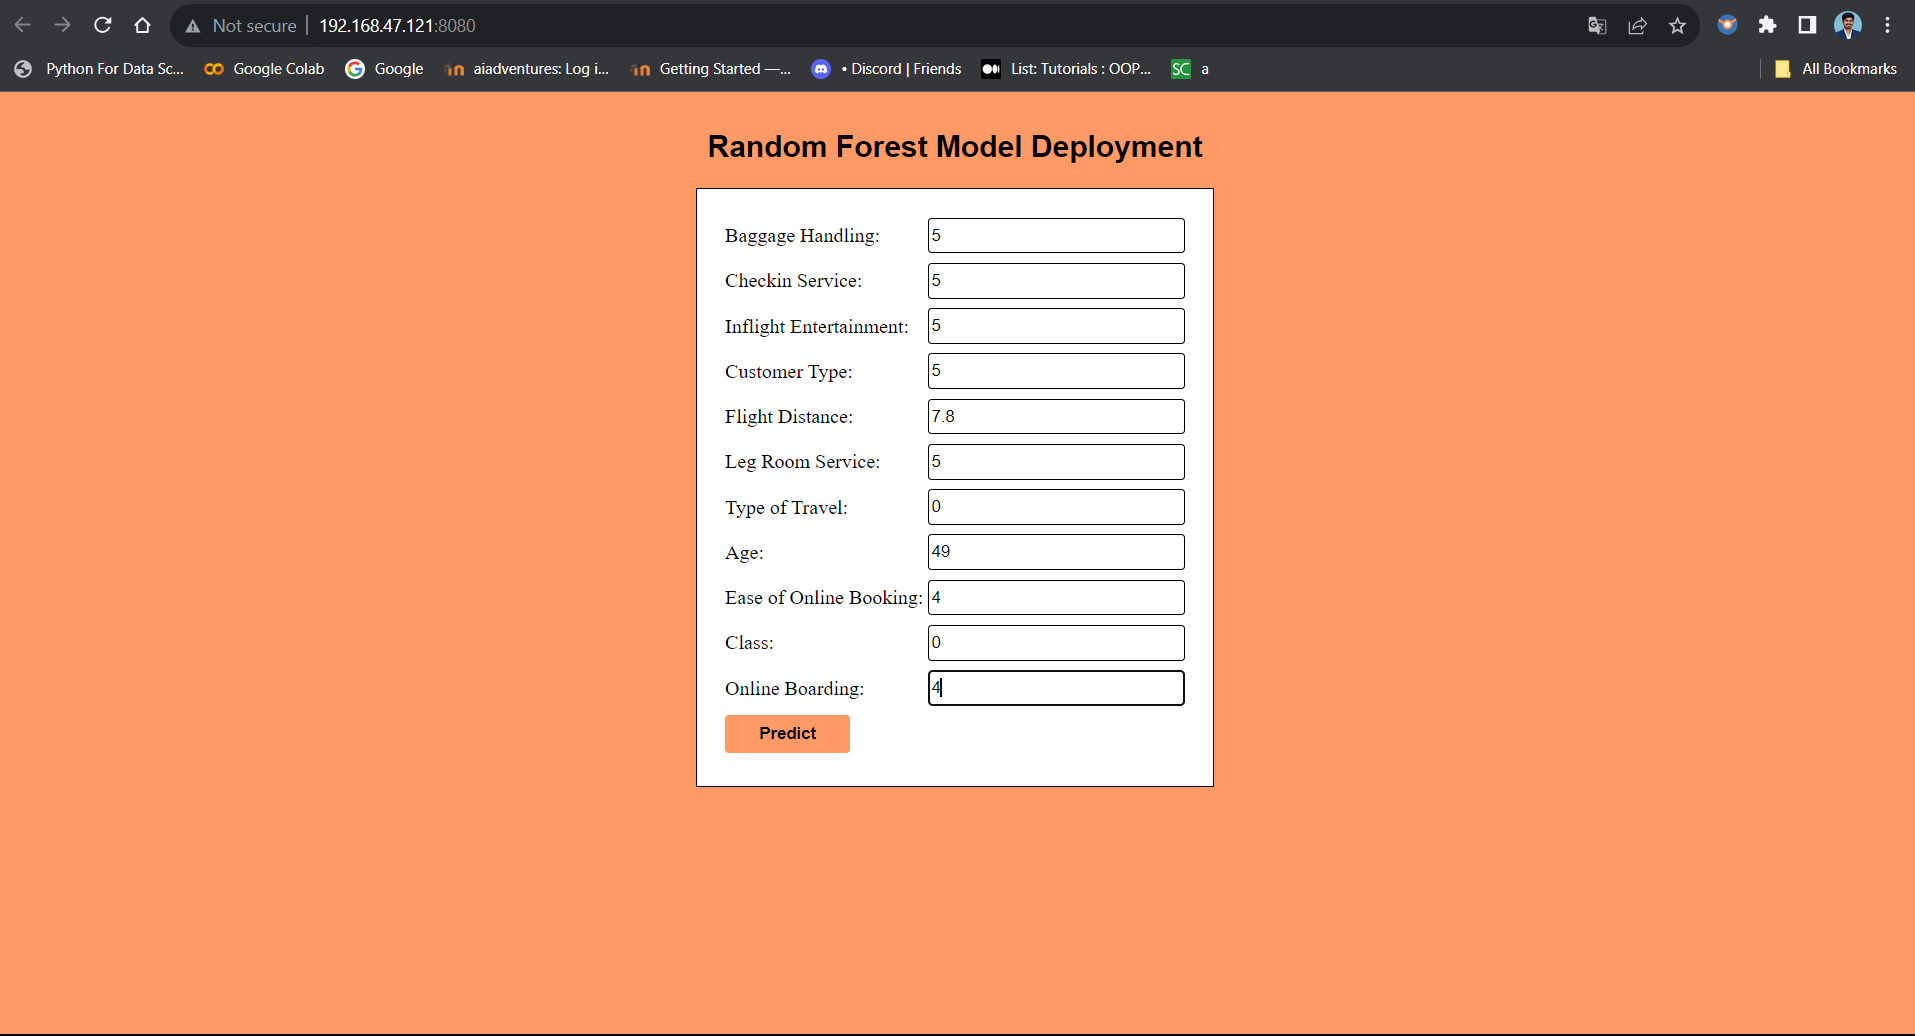 Not secure 192.168.47.121:8080
Python For Data Sc... Google Colab Google aiadventures: Log i... Getting Started —... • Discord | Friends List: Tutorials : OOP... SC a All Bookmarks
Random Forest Model Deployment
Baggage Handling: 5
Checkin Service: 5
Inflight Entertainment: 5
Customer Type: 5
Flight Distance: 7.8
Leg Room Service: 5
Type of Travel: 0
Age: 49
Ease of Online Booking: 4
Class: 0
Online Boarding: 4
Predict